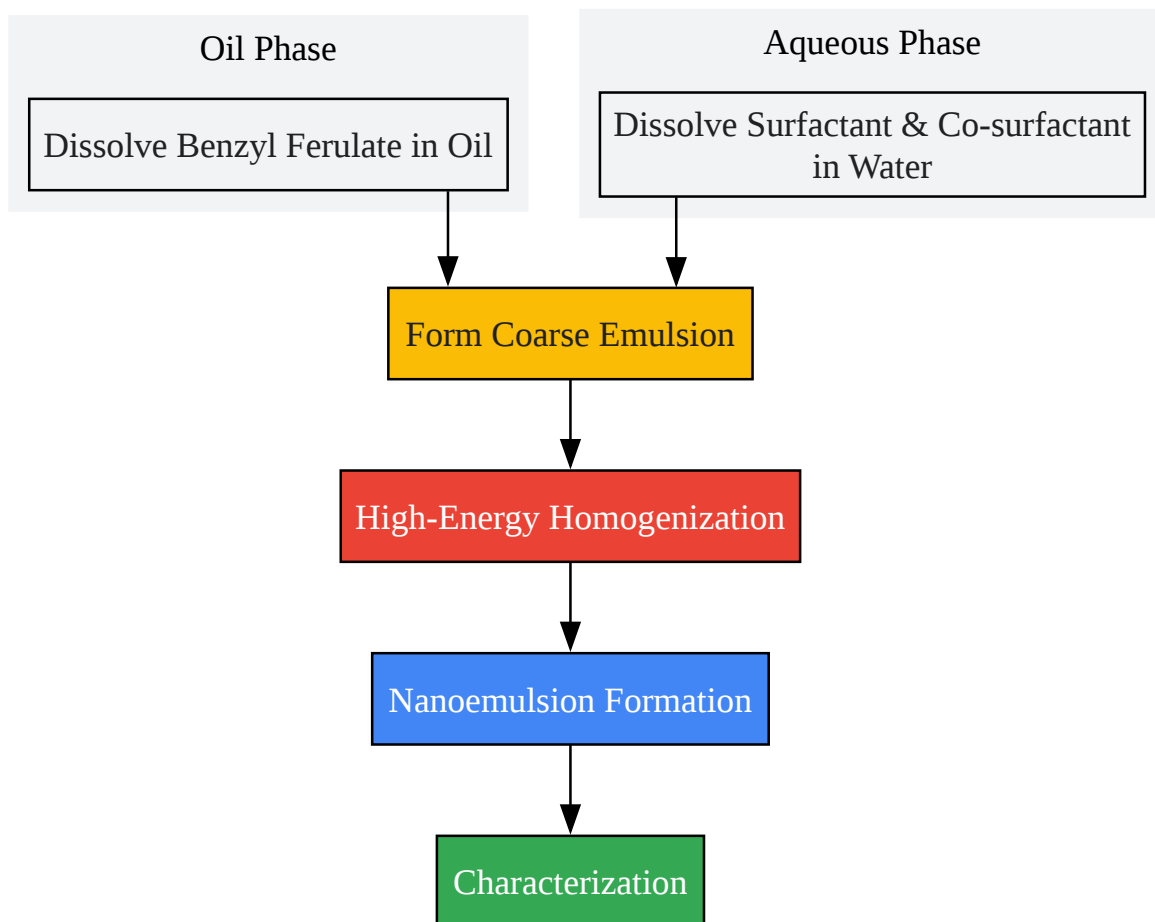 Oil Phase
Dissolve Benzyl Ferulate in Oil
Aqueous Phase
Dissolve Surfactant & Co-surfactant
in Water
Form Coarse Emulsion
High-Energy Homogenization
Nanoemulsion Formation
Characterization